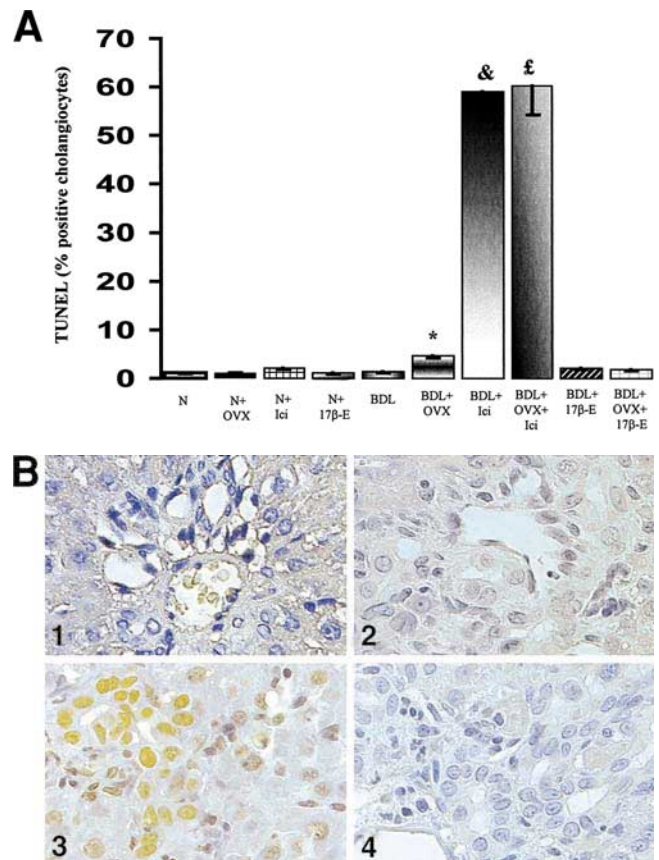 A
TUNEL (% positive cholangiocytes)
70
60
50
40
30
20
10
0
&
£
*
N
N+
OVX
N+
Ici
N+
17β-E
BDL
BDL+
OVX
BDL+
Ici
BDL+
OVX+
Ici
BDL+
17β-E
BDL+
OVX+
17β-E
B
1
2
3
4